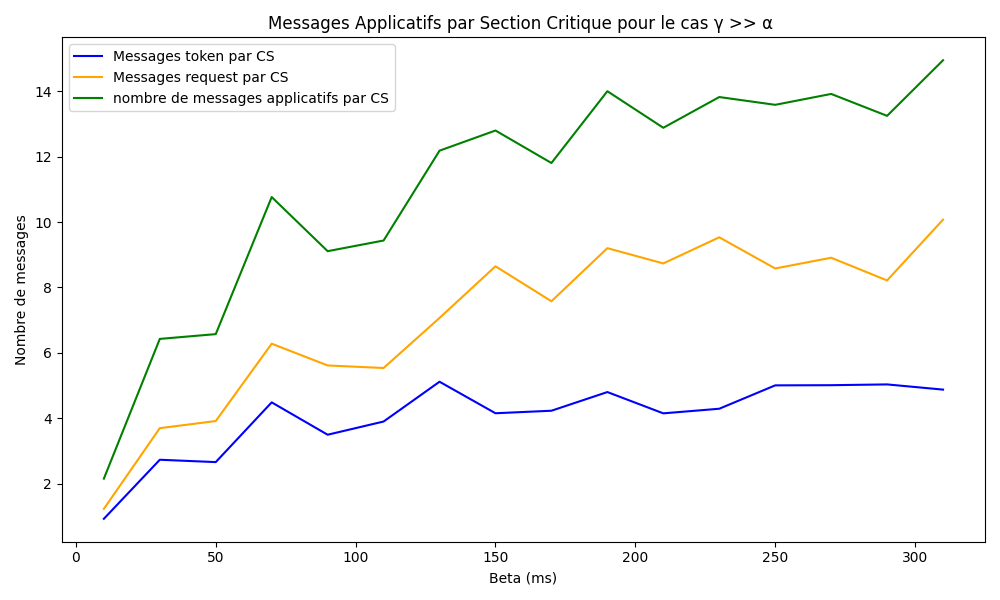 Messages Applicatifs par Section Critique pour le cas γ >> α
Messages token par CS
Messages request par CS
nombre de messages applicatifs par CS
Nombre de messages
14
12
10
8
6
4
2
0
50
100
150
200
250
300
Beta (ms)